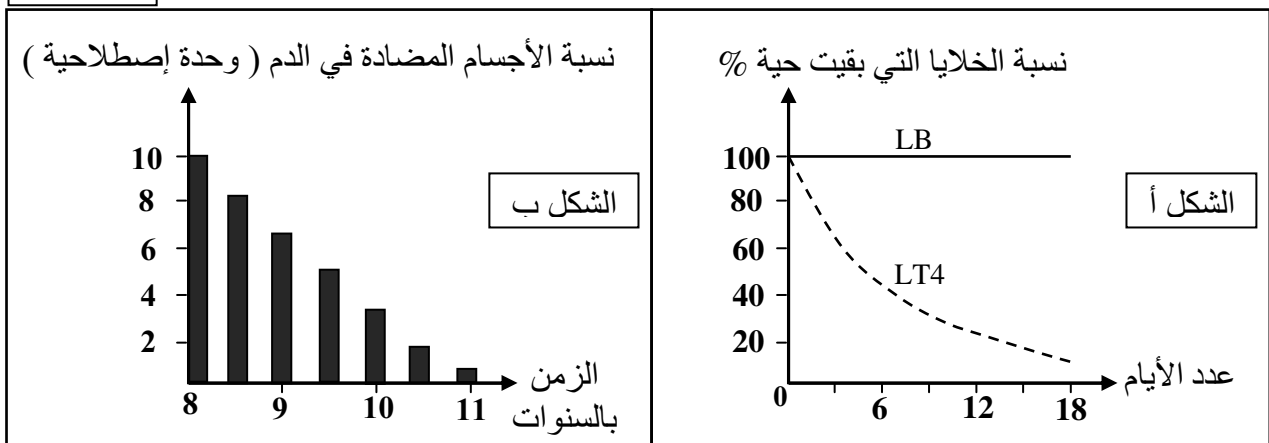 نسبة الخلايا التي بقيت حية %
100
80
60
40
20
0
6
12
18
LB
LT4
الشكل أ
عدد الأيام
نسبة الأجسام المضادة في الدم ( وحدة إصطلاحية )
10
8
6
4
2
8
9
10
11
الشكل ب
الزمن
بالسنوات